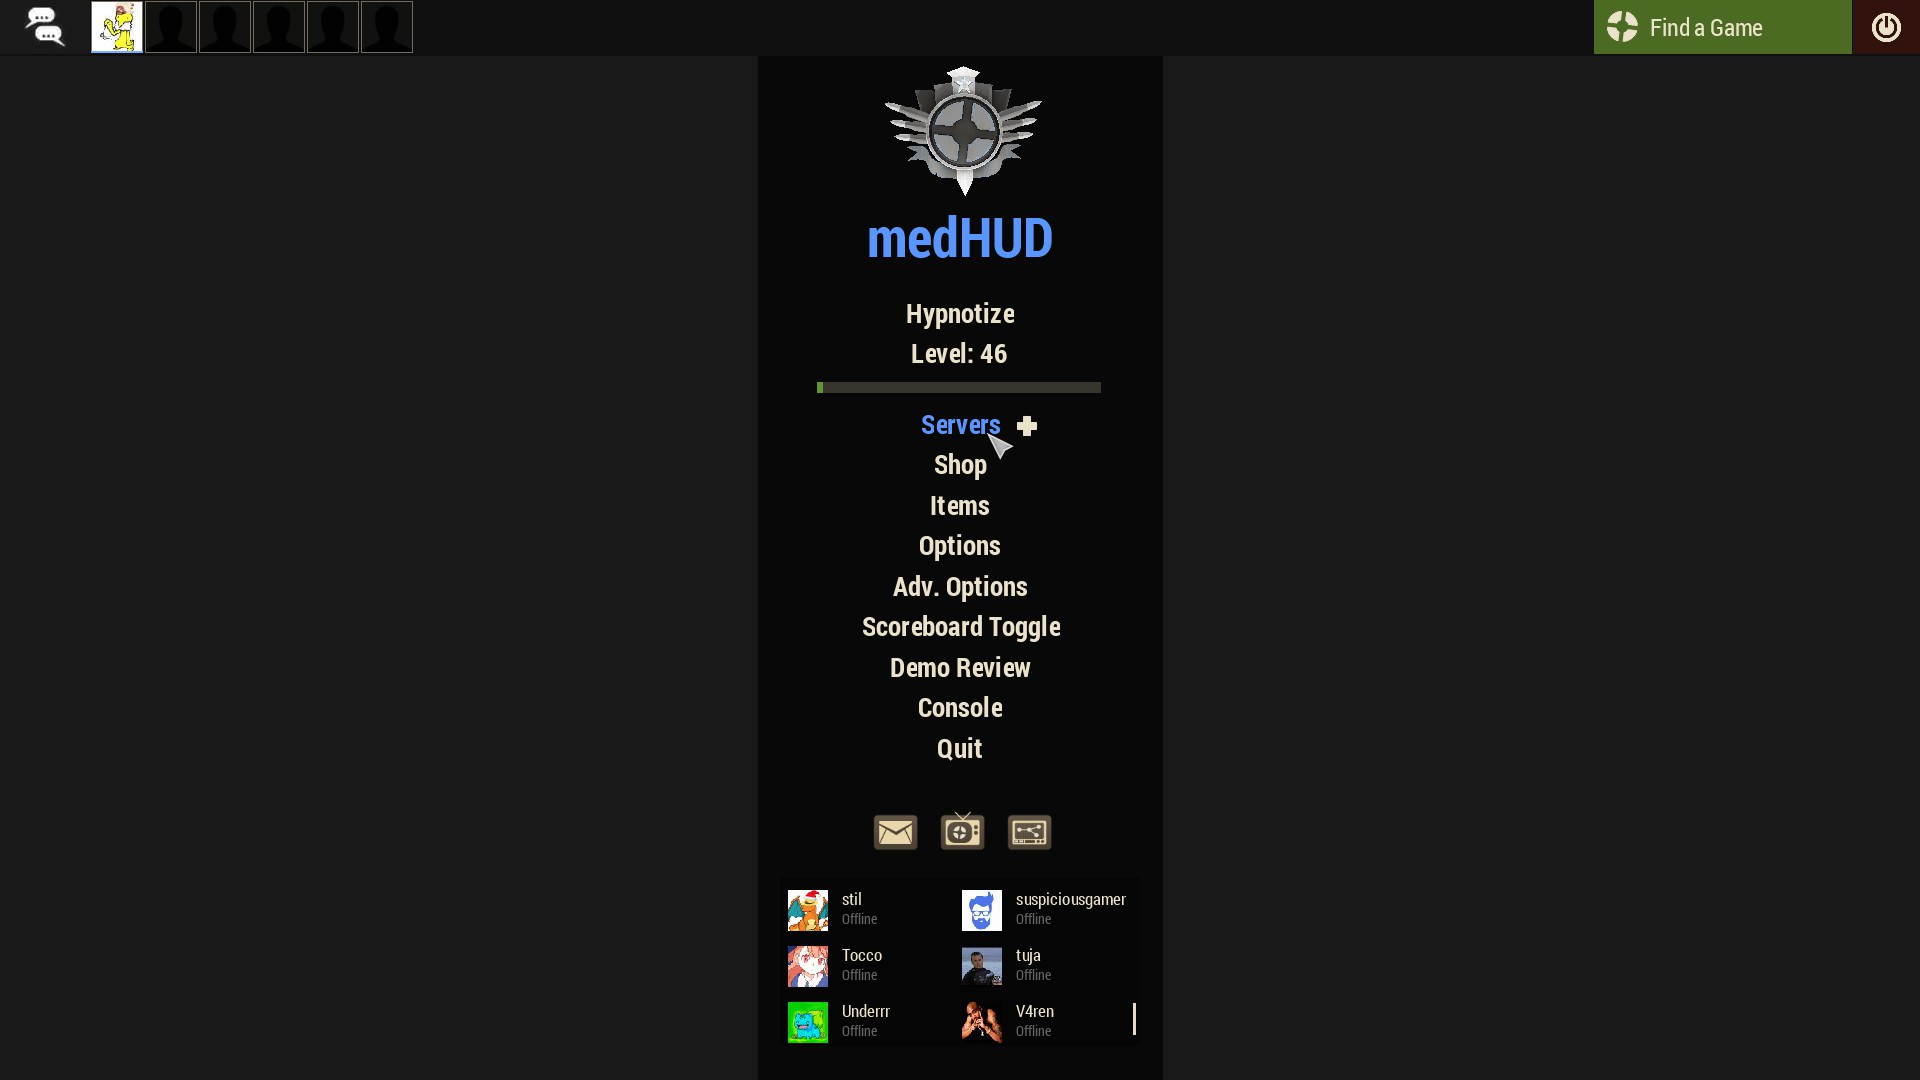 Find a Game
medHUD
Hypnotize
Level: 46
Servers
Shop
Items
Options
Adv. Options
Scoreboard Toggle
Demo Review
Console
Quit
stil
Offline
suspiciousgamer
Offline
Tocco
Offline
tuja
Offline
Underrr
Offline
V4ren
Offline